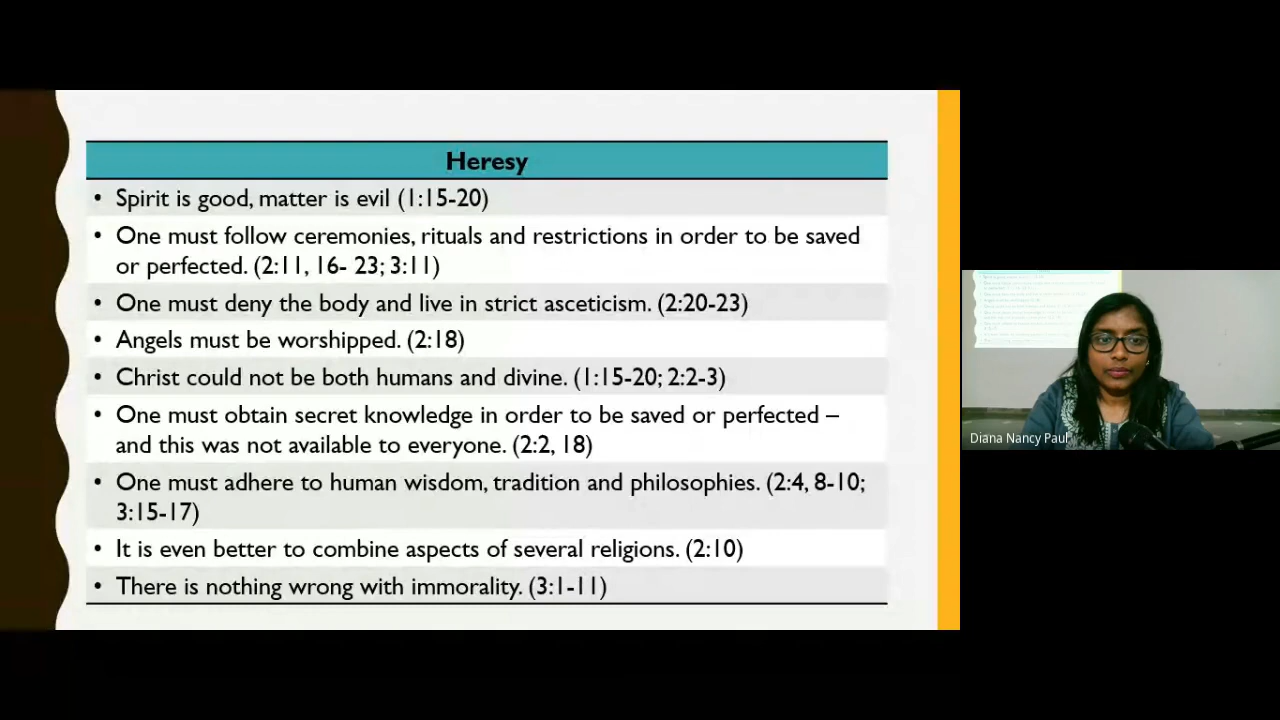 Heresy
• Spirit is good, matter is evil (1:15-20)
• One must follow ceremonies, rituals and restrictions in order to be saved
or perfected. (2:11, 16- 23; 3:11)
• One must deny the body and live in strict asceticism. (2:20-23)
• Angels must be worshipped. (2:18)
• Christ could not be both humans and divine. (1:15-20; 2:2-3)
• One must obtain secret knowledge in order to be saved or perfected –
and this was not available to everyone. (2:2, 18)
• One must adhere to human wisdom, tradition and philosophies. (2:4, 8-10;
3:15-17)
• It is even better to combine aspects of several religions. (2:10)
• There is nothing wrong with immorality. (3:1-11)
Diana Nancy Paul